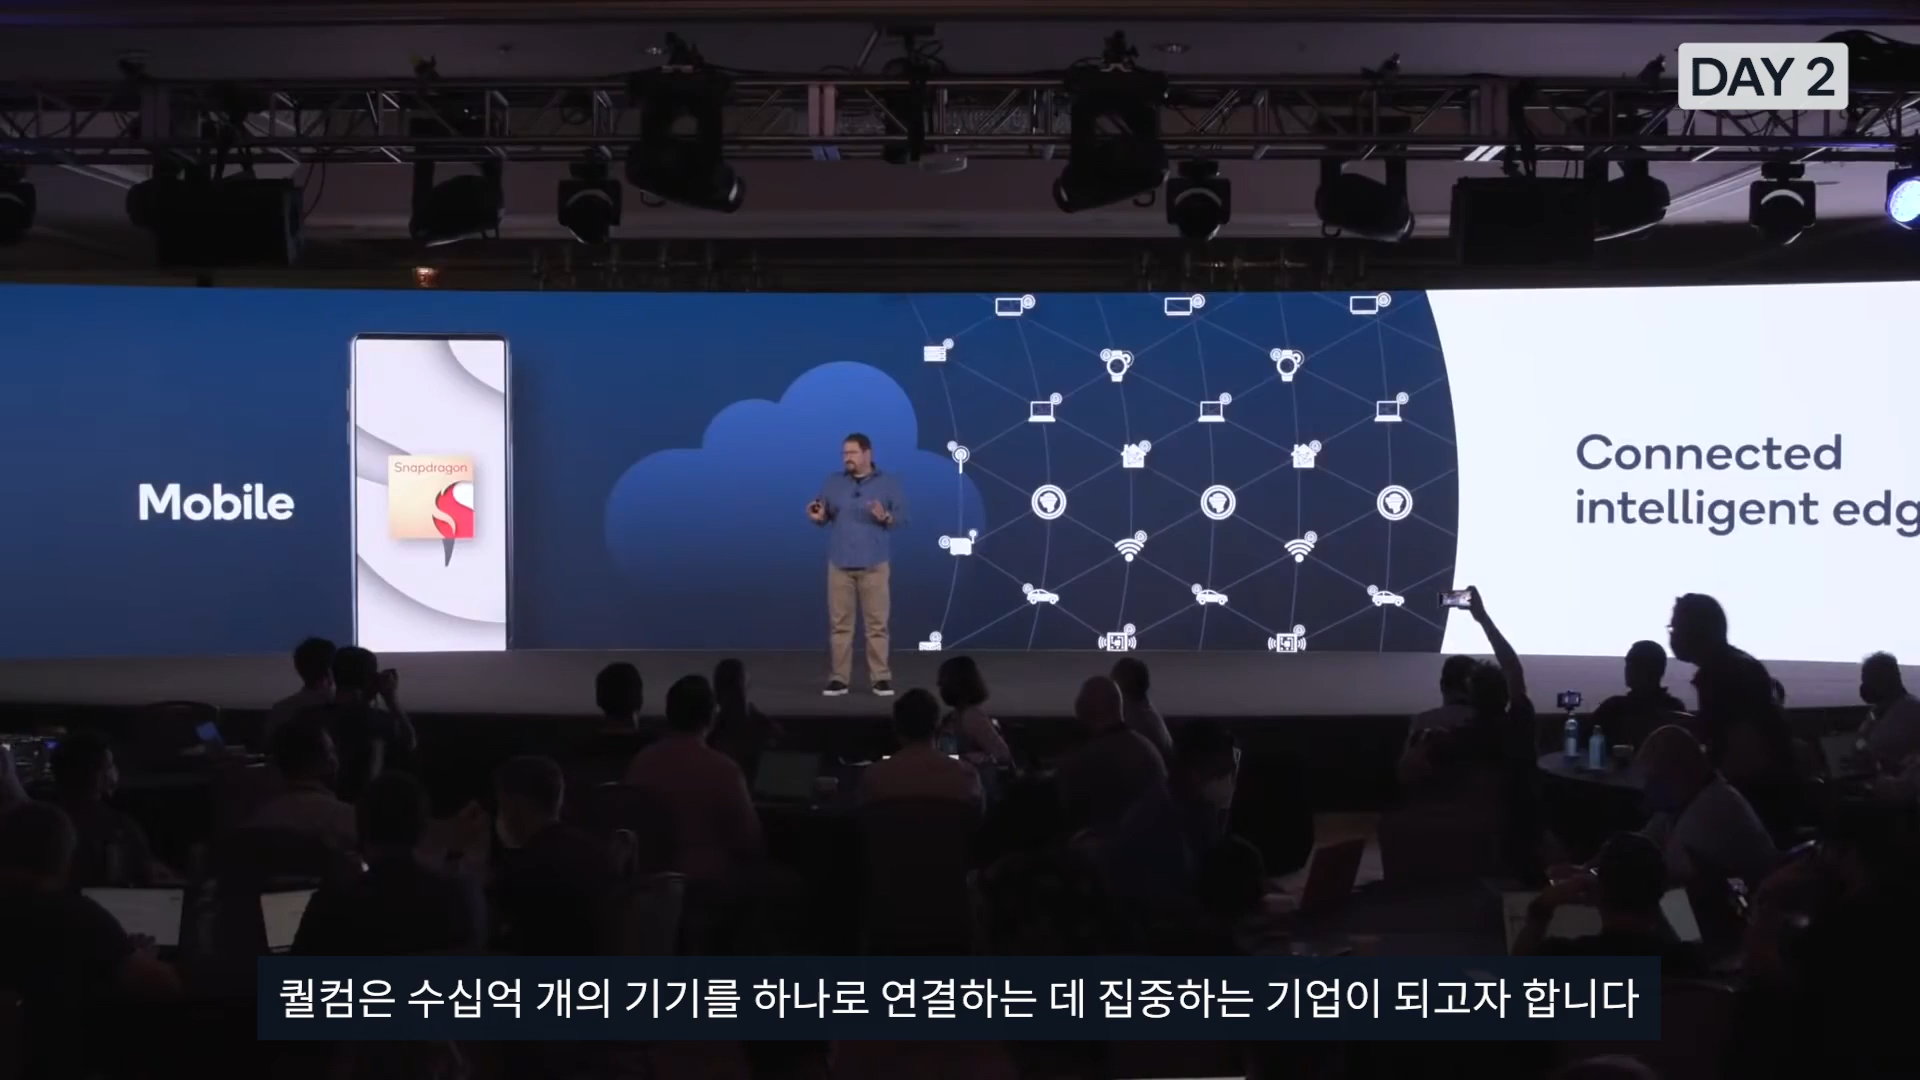 DAY 2
Mobile
Snapdragon
Connected
intelligent edg
퀄컴은 수십억 개의 기기를 하나로 연결하는 데 집중하는 기업이 되고자 합니다